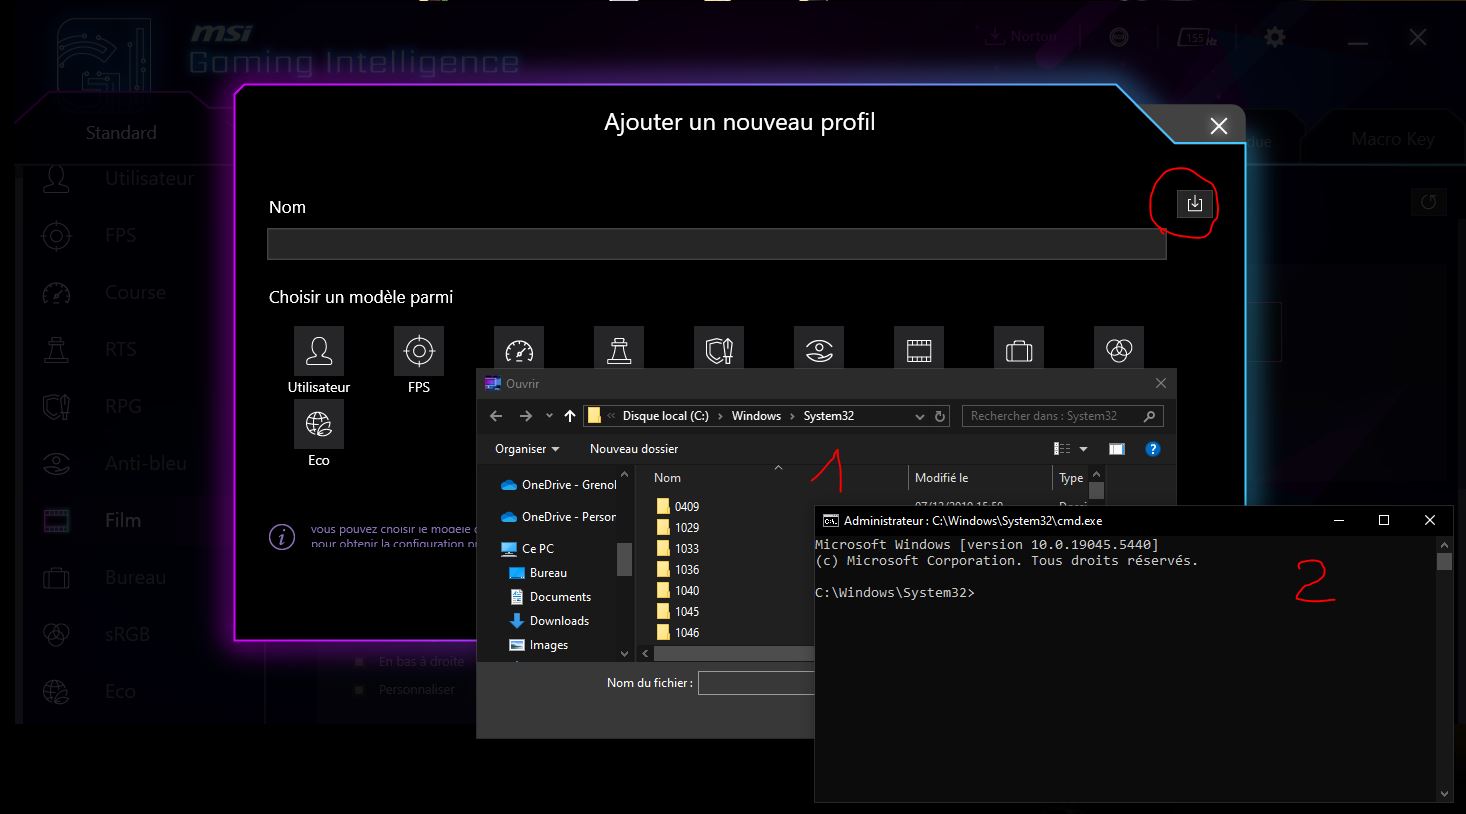 msi
Gaming Intelligence
Norton
155 Hz
Ajouter un nouveau profil
Standard
due
Macro Key
Utilisateur
FPS
Course
RTS
RPG
Anti-bleu
Film
Bureau
sRGB
Eco
Nom
Choisir un modèle parmi
Utilisateur
FPS
Eco
vous pouvez choisir le modèle
pour obtenir la configuration
En bas à droite
Personnaliser
Ouvrir
« Disque local (C:) > Windows > System32
Rechercher dans : System32
Organiser
Nouveau dossier
1
OneDrive - Grenol
OneDrive - Person
Ce PC
Bureau
Documents
Downloads
Images
Nom
Modifié le
Type
0409
1029
1033
1036
1040
1045
1046
Nom du fichier :
Administrateur : C:\Windows\System32\cmd.exe
Microsoft Windows [version 10.0.19045.5440]
(c) Microsoft Corporation. Tous droits réservés.
C:\Windows\System32>
2